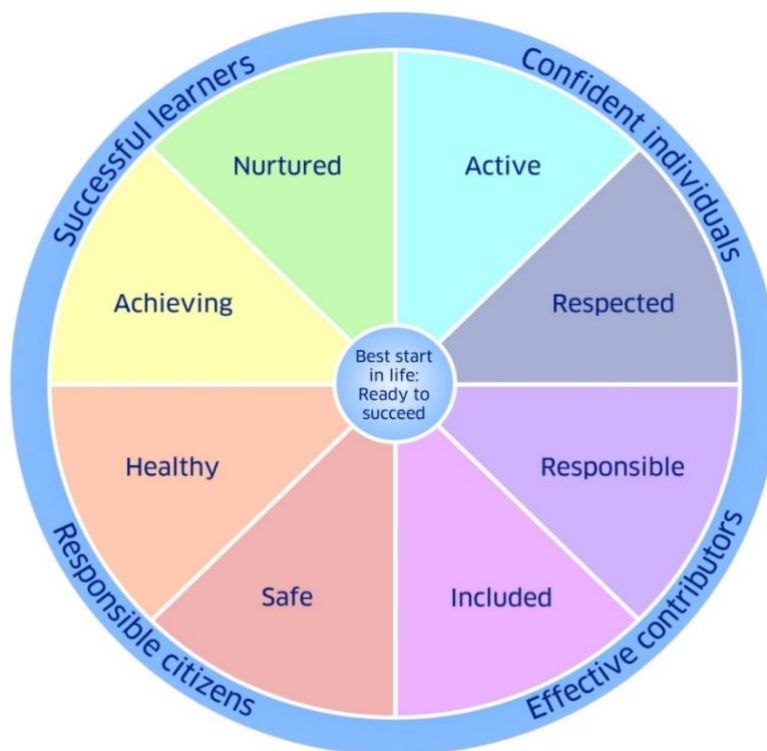 Successful learners
Confident individuals
Nurtured
Active
Achieving
Respected
Best start
in life:
Ready to
succeed
Healthy
Responsible
Safe
Included
Responsible citizens
Effective contributors